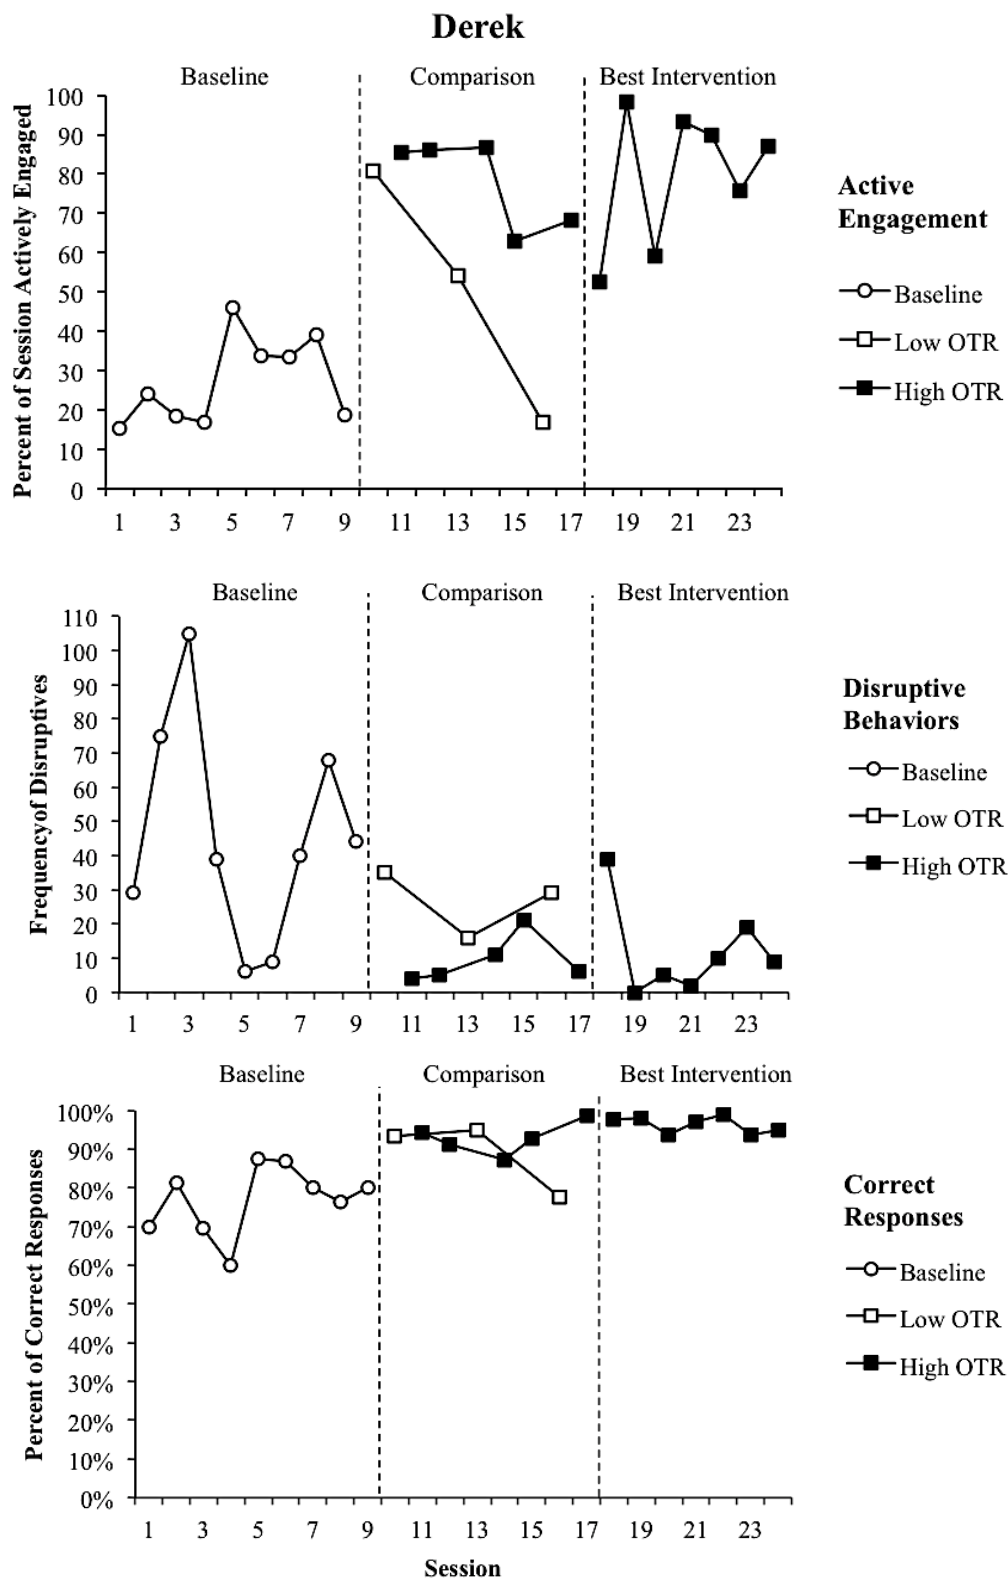 Derek
Baseline Comparison Best Intervention
Percent of Session Actively Engaged
100
90
80
70
60
50
40
30
20
10
0
1 3 5 7 9 11 13 15 17 19 21 23
Active
Engagement
Baseline
Low OTR
High OTR
Baseline Comparison Best Intervention
Frequencyof Disruptives
110
100
90
80
70
60
50
40
30
20
10
0
1 3 5 7 9 11 13 15 17 19 21 23
Disruptive
Behaviors
Baseline
Low OTR
High OTR
Baseline Comparison Best Intervention
Percent of Correct Responses
100%
90%
80%
70%
60%
50%
40%
30%
20%
10%
0%
1 3 5 7 9 11 13 15 17 19 21 23
Session
Correct
Responses
Baseline
Low OTR
High OTR